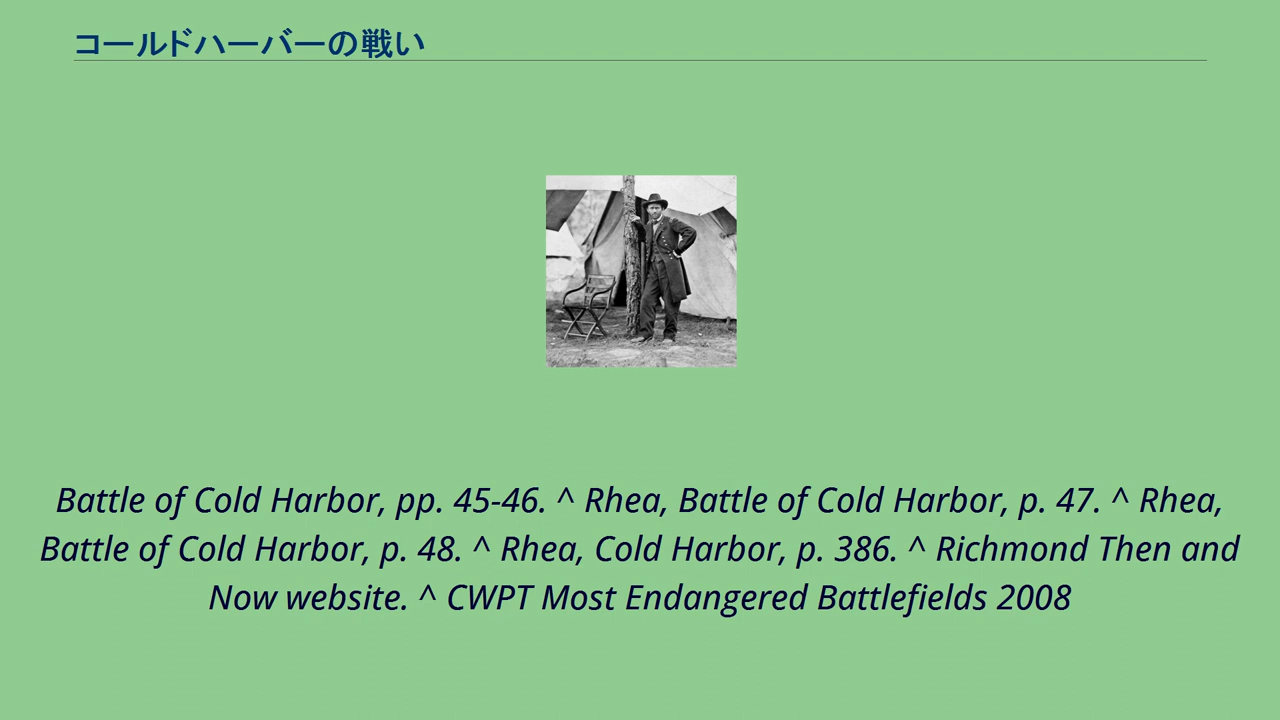 コールドハーバーの戦い
Battle of Cold Harbor, pp. 45-46. ^ Rhea, Battle of Cold Harbor, p. 47. ^ Rhea,
Battle of Cold Harbor, p. 48. ^ Rhea, Cold Harbor, p. 386. ^ Richmond Then and
Now website. ^ CWPT Most Endangered Battlefields 2008